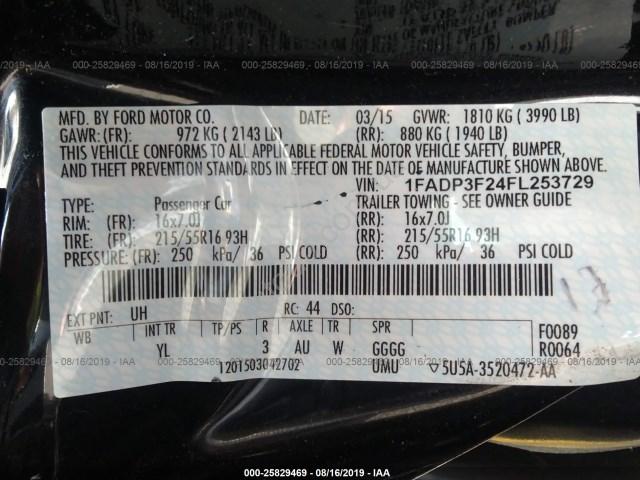 000-25829469 - 08/16/2019 - IAA
MFD. BY FORD MOTOR CO. DATE: 03/15 GVWR: 1810 KG ( 3990 LB)
GAWR: (FR) 972 KG ( 2143 LB) (RR) 880 KG ( 1940 LB)
THIS VEHICLE CONFORMS TO ALL APPLICABLE FEDERAL MOTOR VEHICLE SAFETY, BUMPER,
AND THEFT PREVENTION STANDARDS IN EFFECT ON THE DATE OF MANUFACTURE SHOWN ABOVE.
VIN: 1FADP3F24FL253729
TYPE: Passenger Car TRAILER TOWING - SEE OWNER GUIDE
RIM: (FR) 16x7.0J (RR) 16x7.0J
TIRE: (FR) 215/55R16 93H (RR) 215/55R16 93H
PRESSURE: (FR) 250 kPa/ 36 PSI COLD (RR) 250 kPa/ 36 PSI COLD
EXT PNT: UH RC: 44 DSO:
WB INT TR TP/PS R AXLE TR SPR F0089
YL 3 AU W GGGG R0064
1201503042702 UMU 5U5A-3520472-AA
000-25829469 - 08/16/2019 - IAA